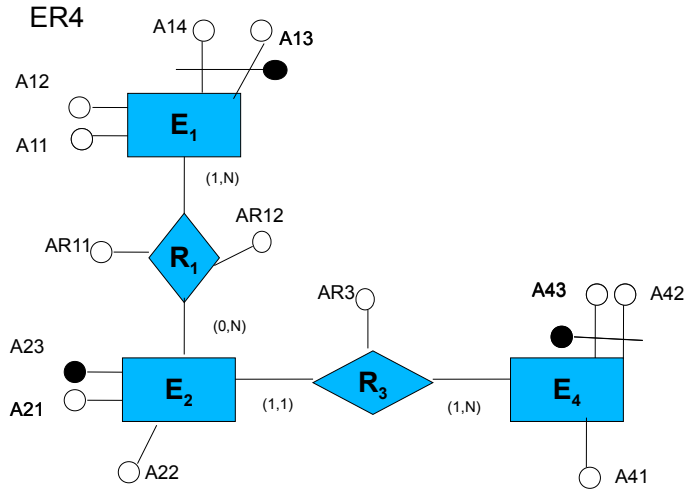 ER4
A14
A13
A12
A11
E1
(1,N)
AR12
AR11
R1
(0,N)
AR3
A43
A42
A23
A21
E2
(1,1)
R3
(1,N)
E4
A22
A41